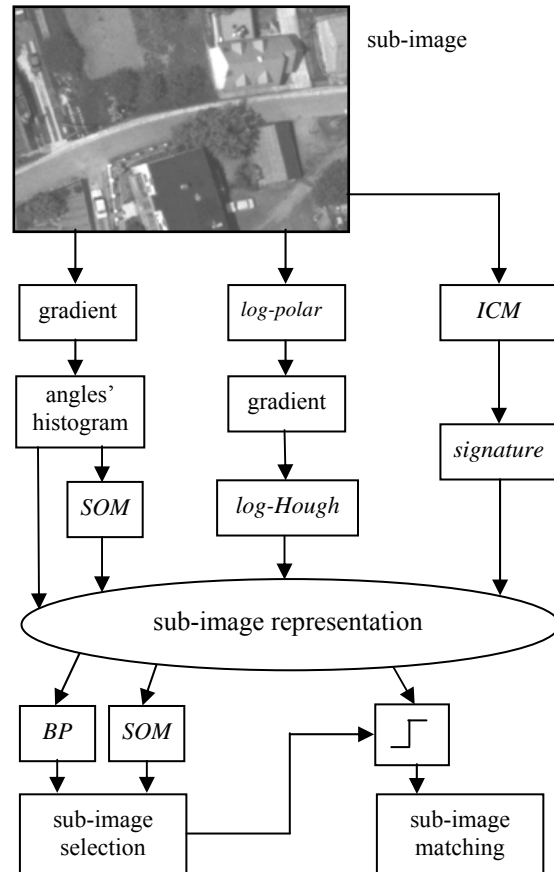 sub-image
gradient
log-polar
ICM
angles'
histogram
gradient
signature
SOM
log-Hough
sub-image representation
BP
SOM
sub-image
selection
sub-image
matching